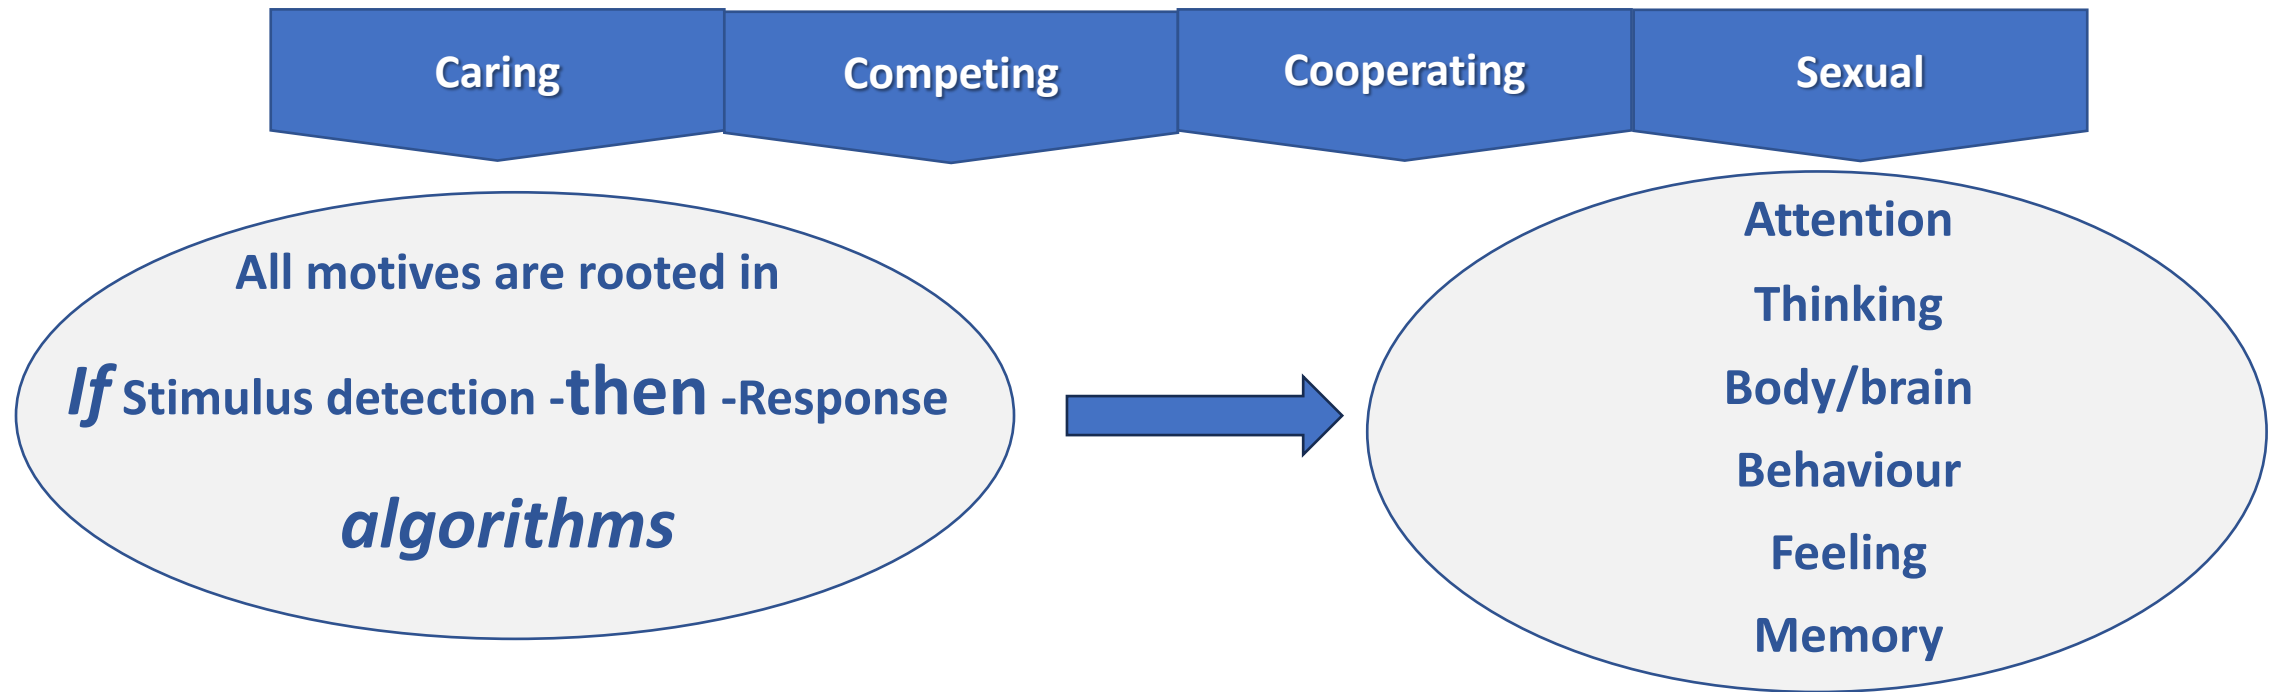 Caring
Competing
Cooperating
Sexual
All motives are rooted in
If Stimulus detection -then -Response
algorithms
Attention
Thinking
Body/brain
Behaviour
Feeling
Memory